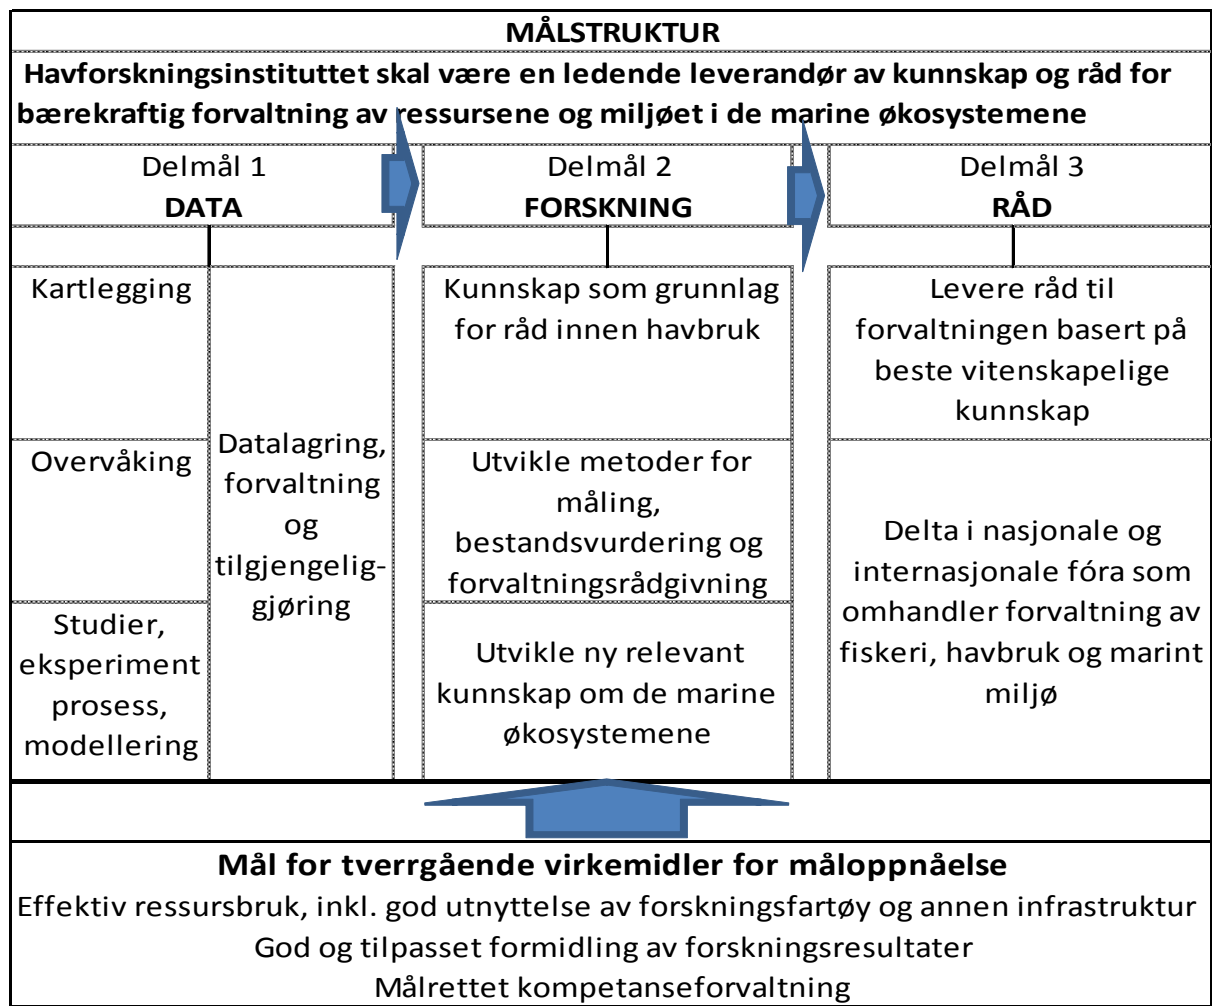 MÅLSTRUKTUR
Havforskningsinstituttet skal være en ledende leverandør av kunnskap og råd for
bærekraftig forvaltning av ressursene og miljøet i de marine økosystemene
Delmål 1
DATA
Delmål 2
FORSKNING
Delmål 3
RÅD
Kartlegging
Overvåking
Studier,
eksperiment
prosess,
modellering
Datalagring,
forvaltning
og
tilgjengelig-
gjøring
Kunnskap som grunnlag
for råd innen havbruk
Utvikle metoder for
måling,
bestandsvurdering og
forvaltningsrådgivning
Utvikle ny relevant
kunnskap om de marine
økosystemene
Levere råd til
forvaltningen basert på
beste vitenskapelige
kunnskap
Delta i nasjonale og
internasjonale fóra som
omhandler forvaltning av
fiskeri, havbruk og marint
miljø
Mål for tverrgående virkemidler for måloppnåelse
Effektiv ressursbruk, inkl. god utnyttelse av forskningsfartøy og annen infrastruktur
God og tilpasset formidling av forskningsresultater
Målrettet kompetanseforvaltning